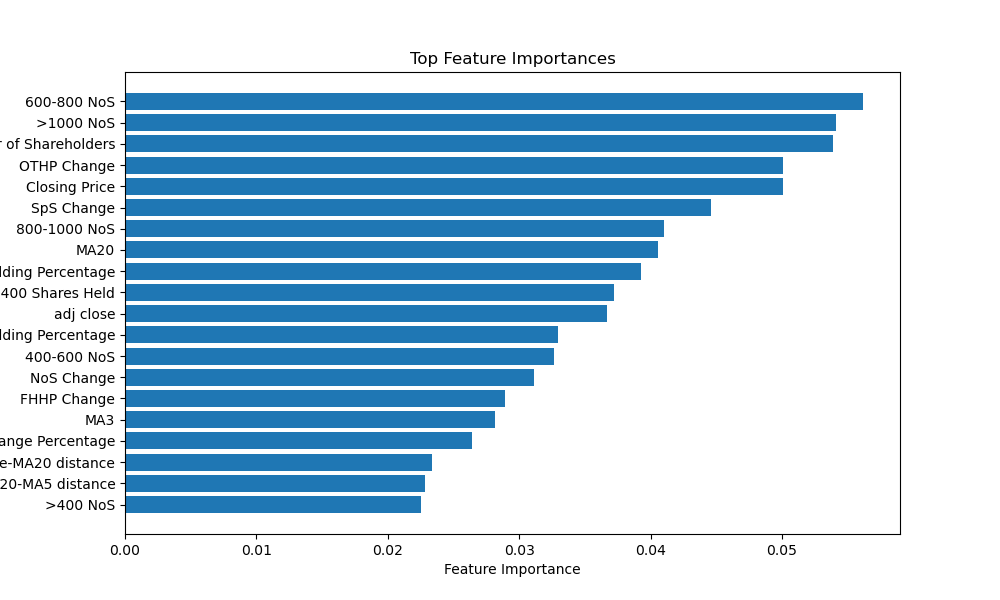 Top Feature Importances
600-800 NoS
>1000 NoS
of Shareholders
OTHP Change
Closing Price
SpS Change
800-1000 NoS
MA20
Percentage
400 Shares Held
adj close
Percentage
400-600 NoS
NoS Change
FHHP Change
MA3
Percentage
e-MA20 distance
20-MA5 distance
>400 NoS
0.00 0.01 0.02 0.03 0.04 0.05
Feature Importance